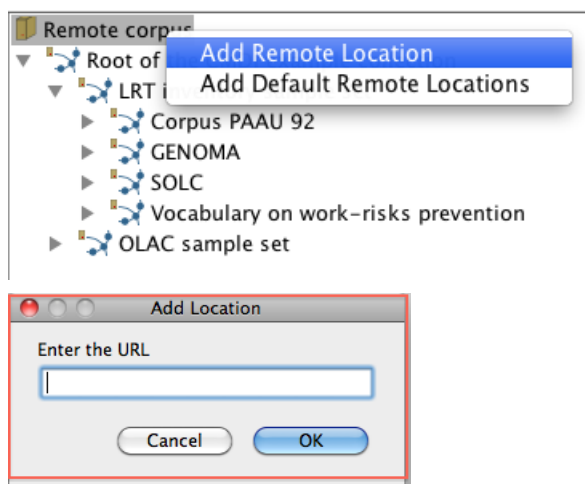 Remote corpus
Add Remote Location
Root of
Add Default Remote Locations
LRT
Corpus PAAU 92
GENOMA
SOLC
Vocabulary on work-risks prevention
OLAC sample set
Add Location
Enter the URL
Cancel
OK